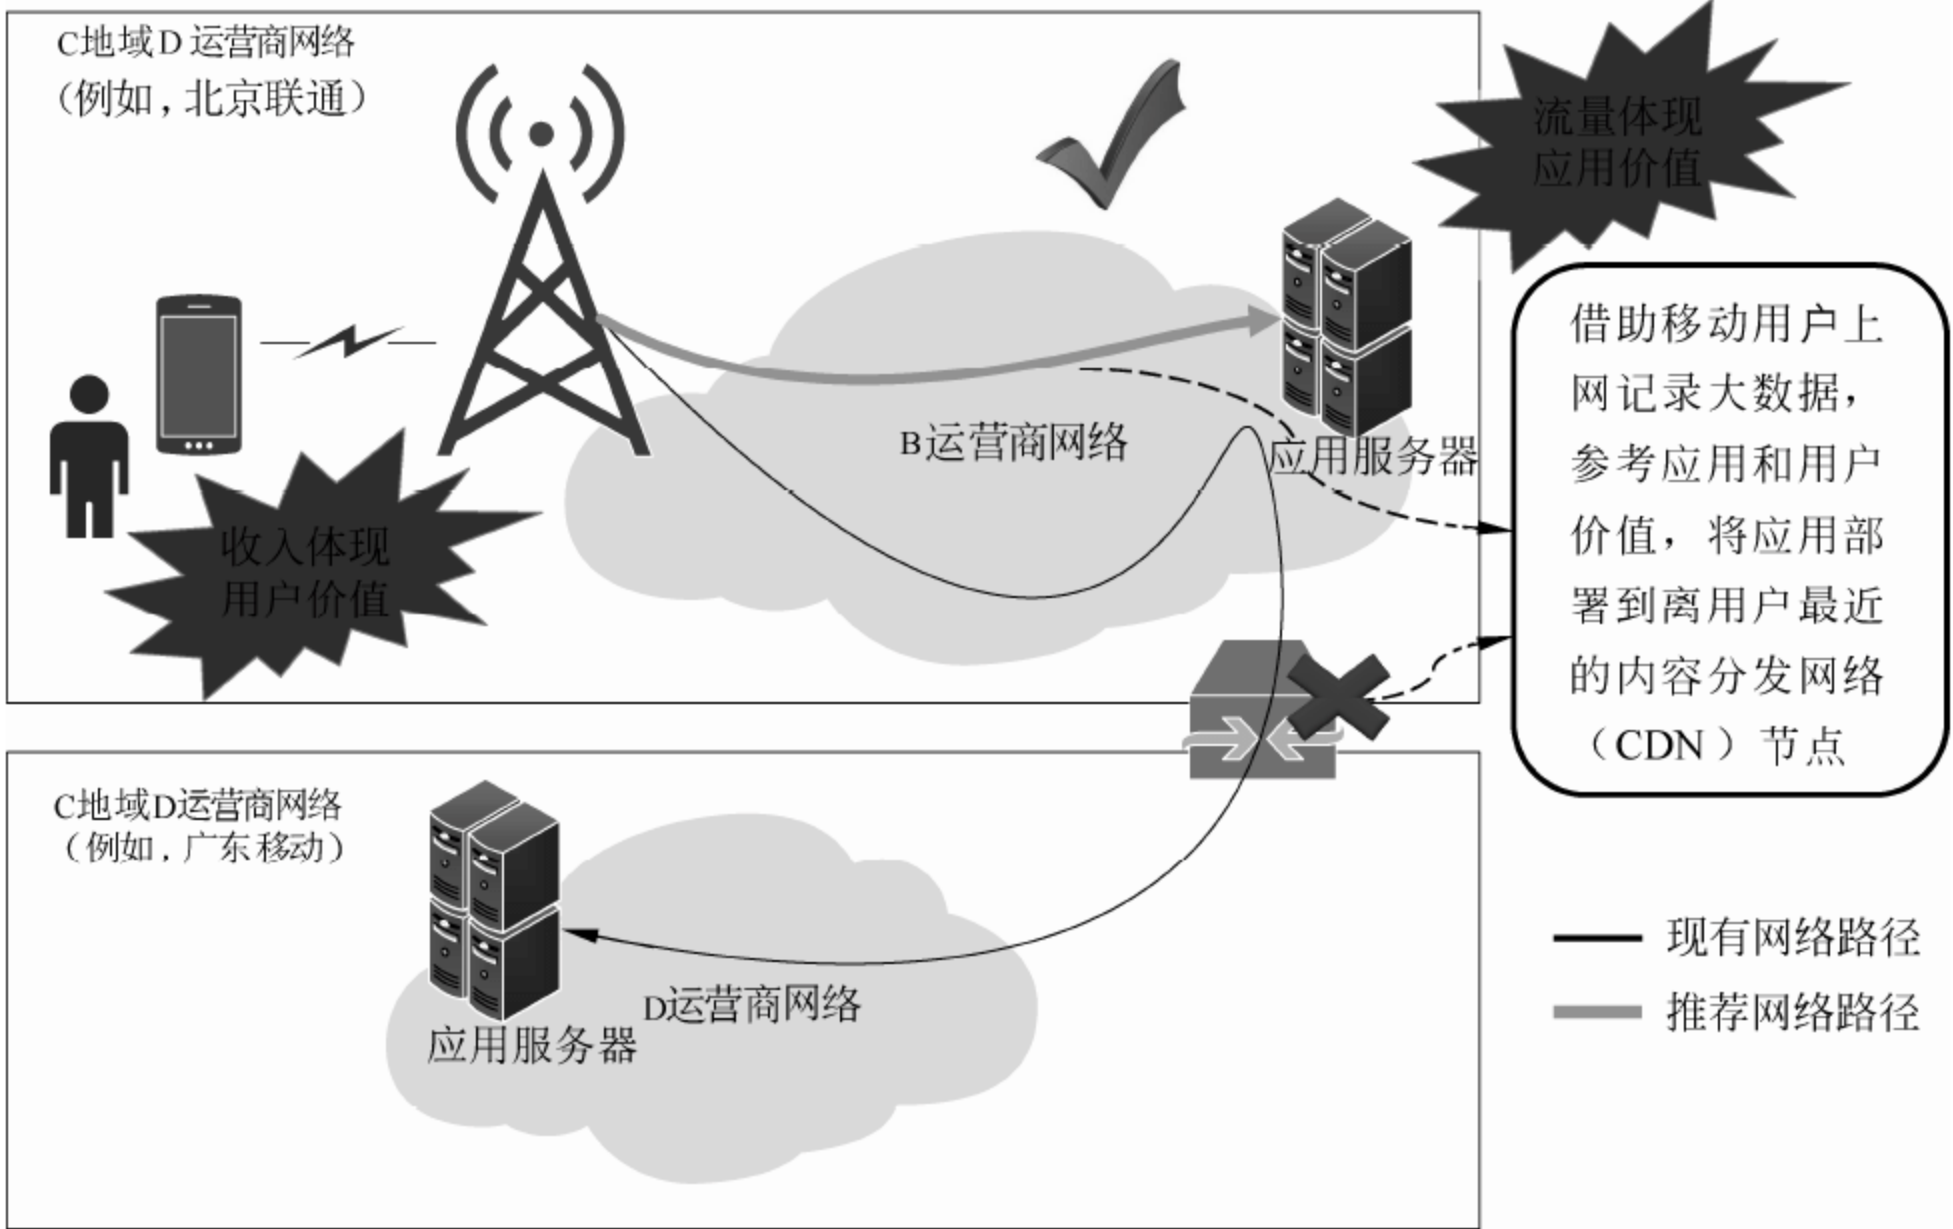 C地域D运营商网络
(例如,北京联通)
流量体现
应用价值
B运营商网络
应用服务器
收入体现
用户价值
借助移动用户上
网记录大数据,
参考应用和用户
价值,将应用部
署到离用户最近
的内容分发网络
(CDN)节点
C地域D运营商网络
(例如,广东移动)
D运营商网络
应用服务器
现有网络路径
推荐网络路径